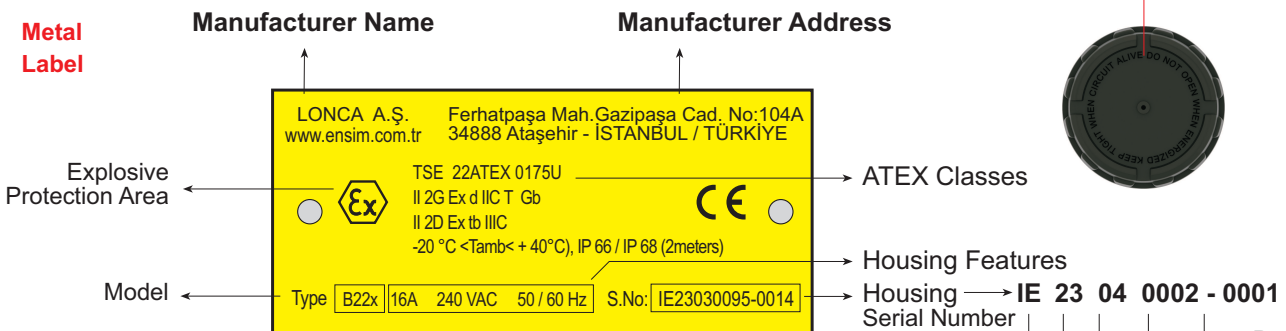 Metal
Label
Manufacturer Name
Manufacturer Address
KEEP TIGHT WHEN CIRCUIT ALIVE DO NOT OPEN WHEN ENERGIZED
LONCA A.Ş.
www.ensim.com.tr
Ferhatpaşa Mah.Gazipaşa Cad. No:104A
34888 Ataşehir - İSTANBUL / TÜRKİYE
Explosive
Protection Area
Ex
TSE 22ATEX 0175U
II 2G Ex d IIC T Gb
II 2D Ex tb IIIC
-20 °C <Tamb< + 40°C), IP 66 / IP 68 (2meters)
CE
ATEX Classes
Housing Features
Model
Type B22x 16A 240 VAC 50 / 60 Hz S.No: IE23030095-0014
Housing
Serial Number
IE 23 04 0002 - 0001